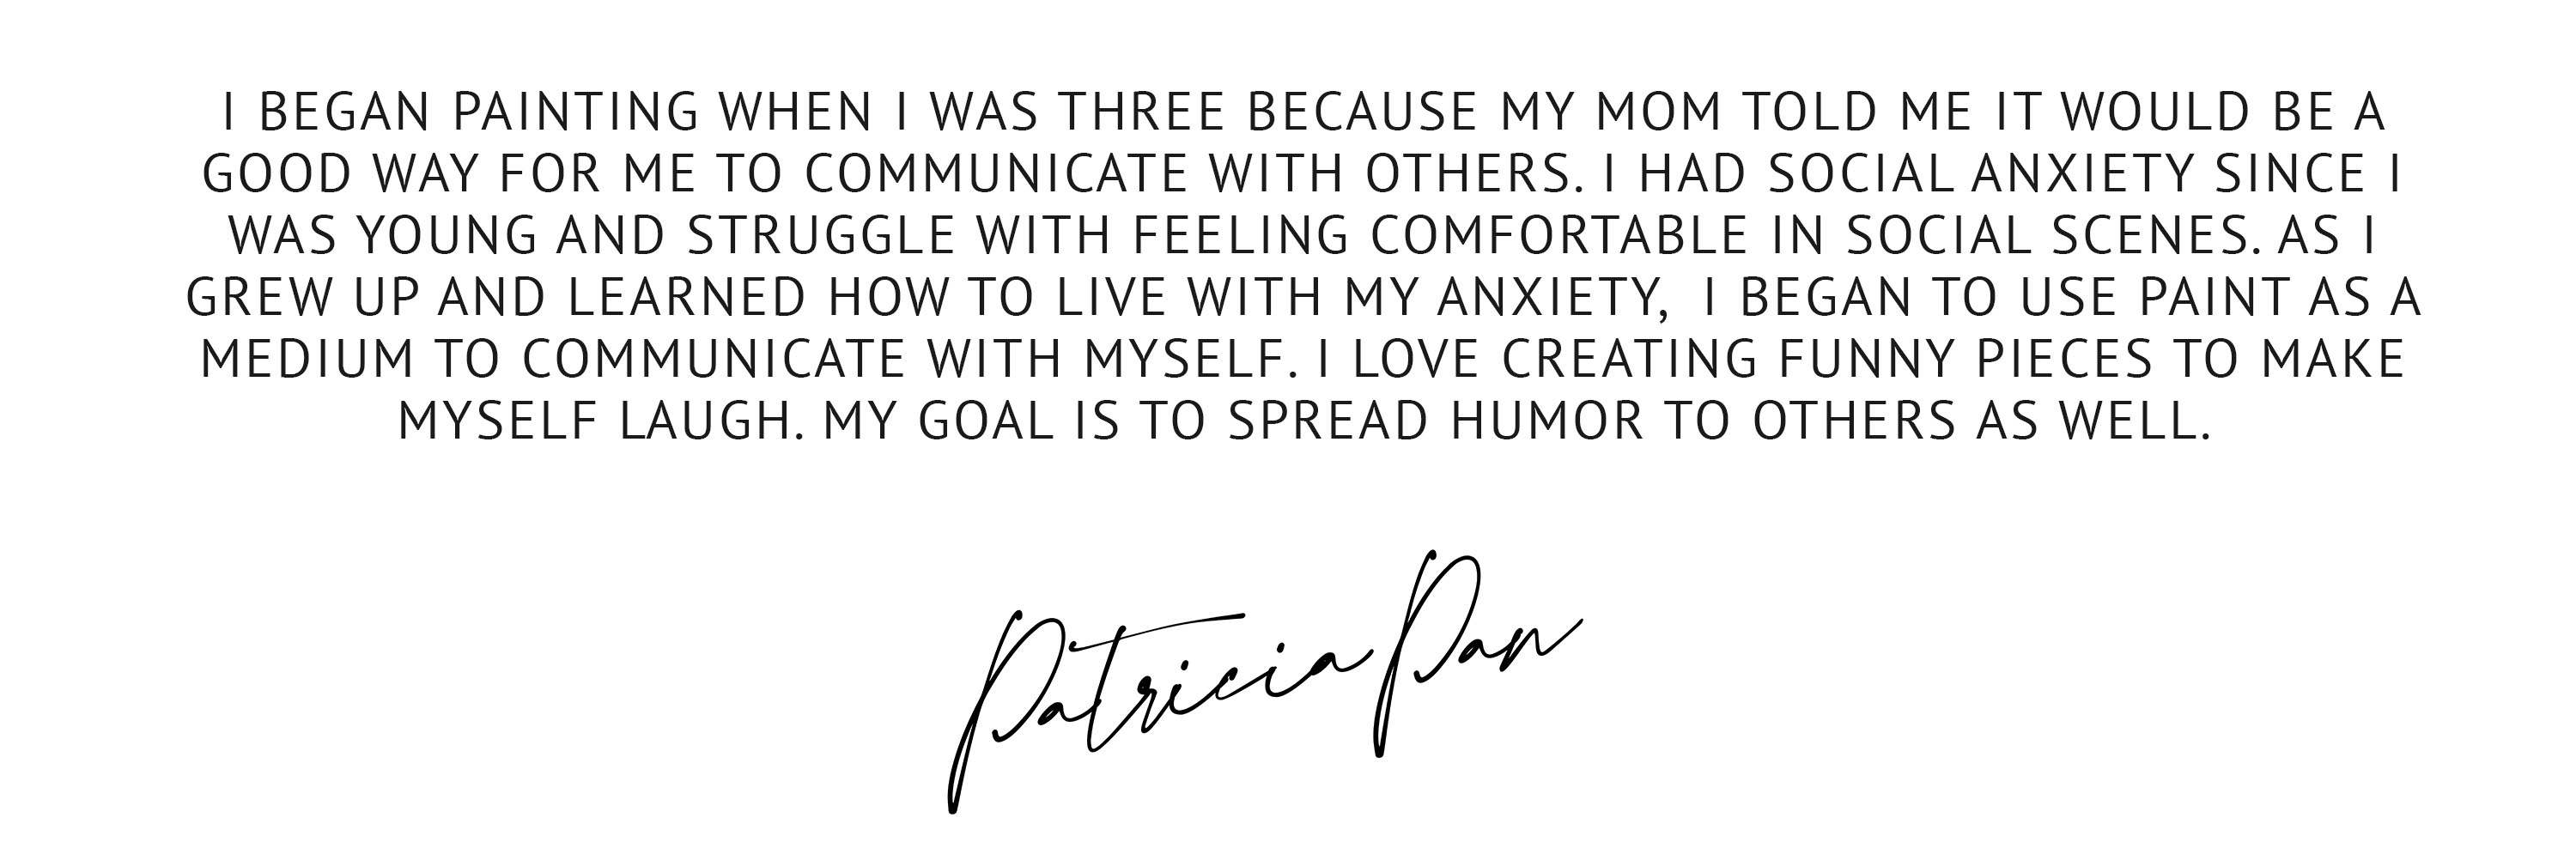 I BEGAN PAINTING WHEN I WAS THREE BECAUSE MY MOM TOLD ME IT WOULD BE A
GOOD WAY FOR ME TO COMMUNICATE WITH OTHERS. I HAD SOCIAL ANXIETY SINCE I
WAS YOUNG AND STRUGGLE WITH FEELING COMFORTABLE IN SOCIAL SCENES. AS I
GREW UP AND LEARNED HOW TO LIVE WITH MY ANXIETY,  I BEGAN TO USE PAINT AS A
MEDIUM TO COMMUNICATE WITH MYSELF. I LOVE CREATING FUNNY PIECES TO MAKE
MYSELF LAUGH. MY GOAL IS TO SPREAD HUMOR TO OTHERS AS WELL.
Patricia Pan